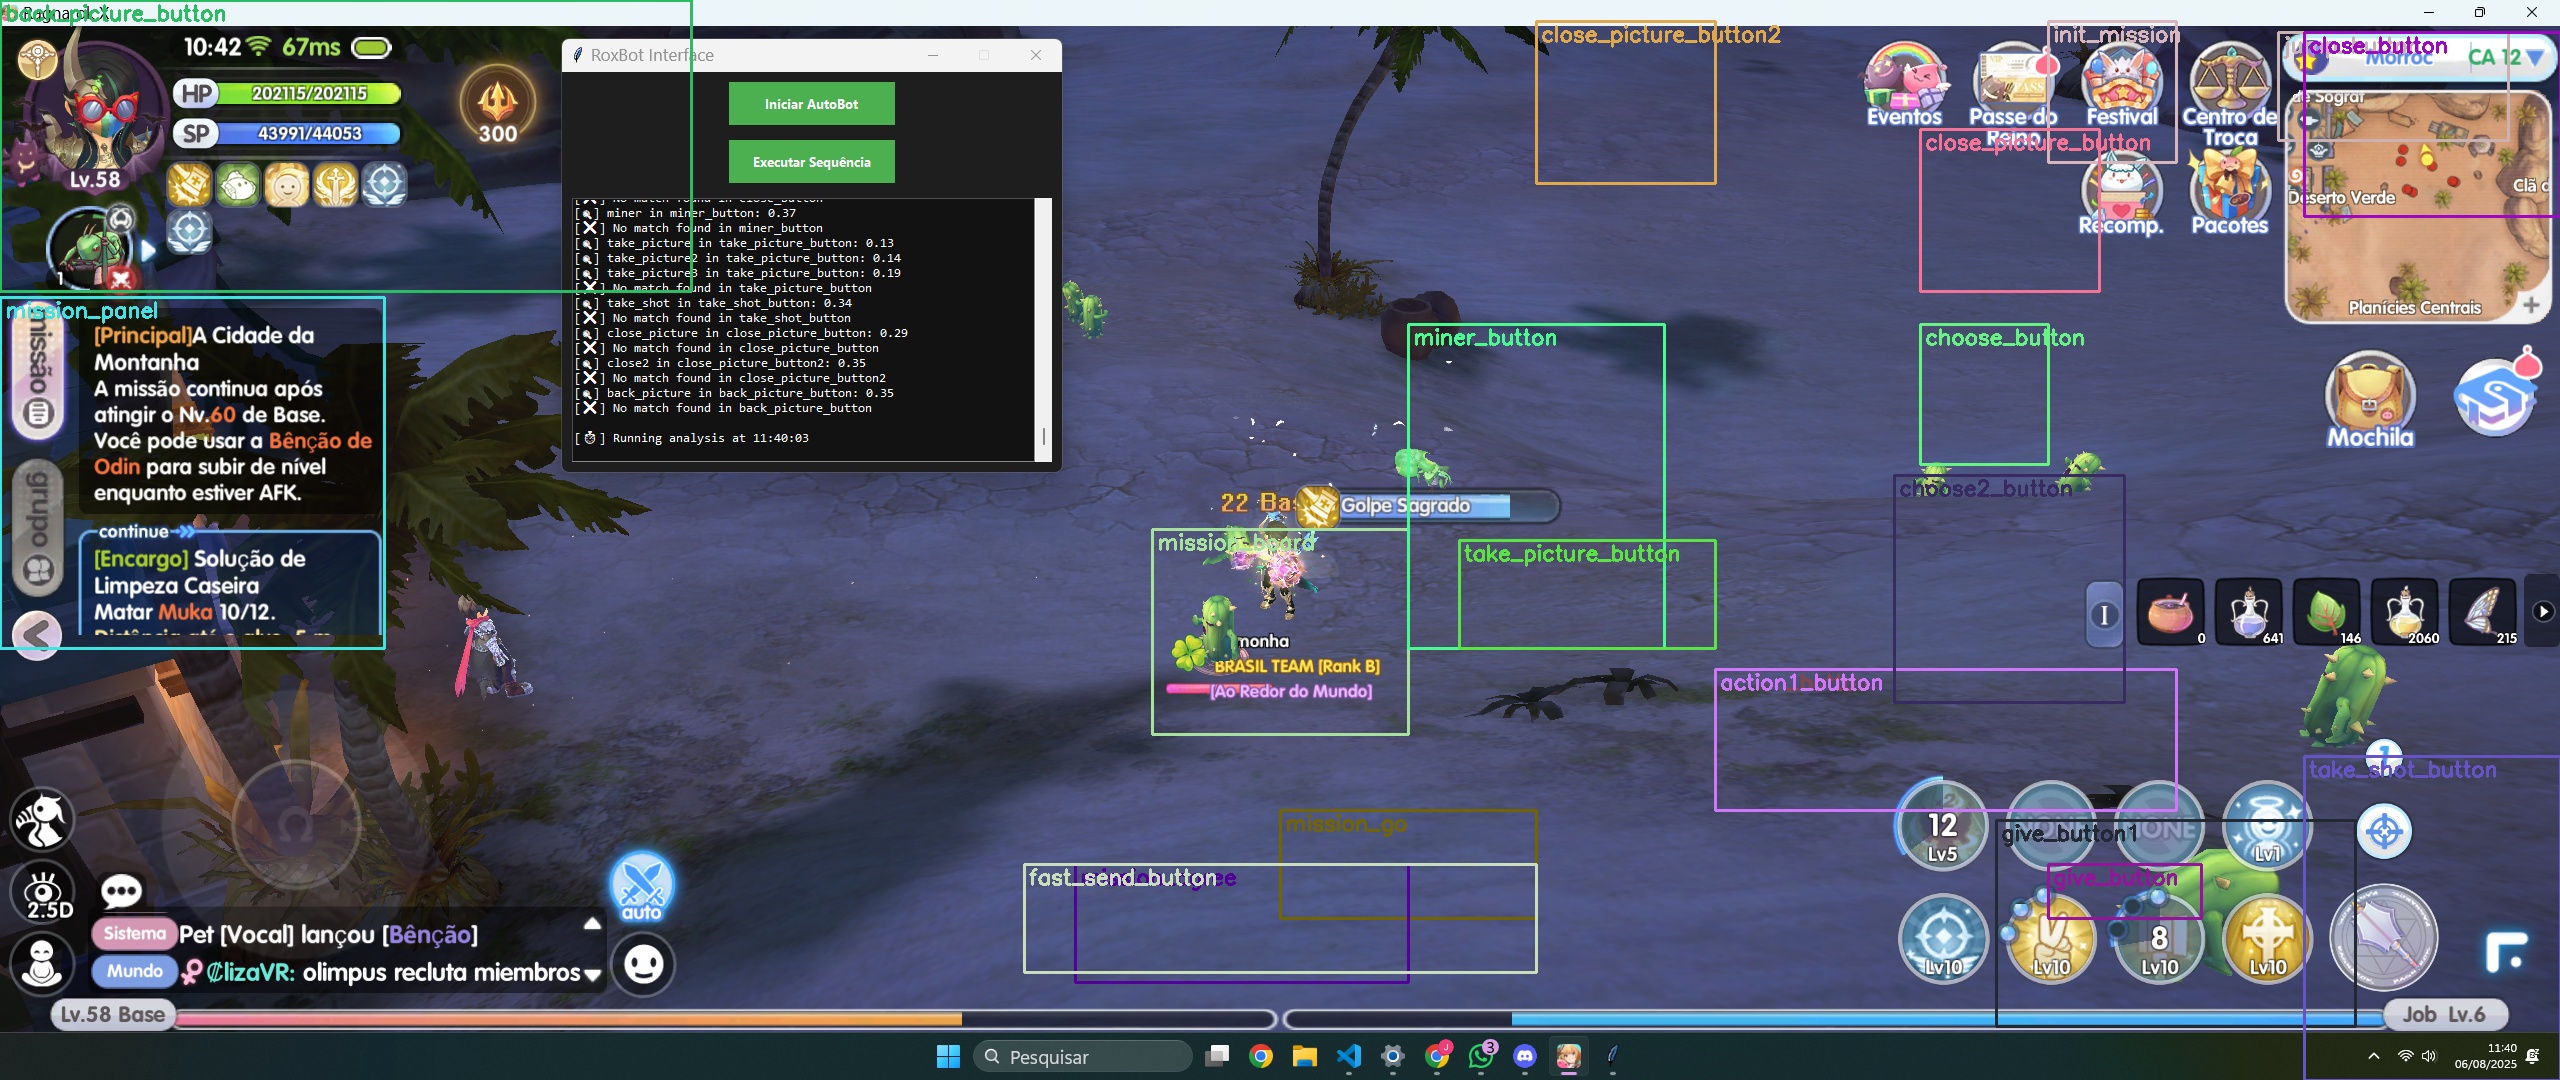 back_picture_button
10:42 67ms
HP 202115/202115
SP 43991/44053
300
Lv.58
1
RoxBot Interface
Iniciar AutoBot
Executar Sequência
[🔍] miner in miner_button: 0.37
[❌] No match found in miner_button
[🔍] take_picture in take_picture_button: 0.13
[🔍] take_picture2 in take_picture_button: 0.14
[🔍] take_picture3 in take_picture_button: 0.19
[❌] No match found in take_picture_button
[🔍] take_shot in take_shot_button: 0.34
[❌] No match found in take_shot_button
[🔍] close_picture in close_picture_button: 0.29
[❌] No match found in close_picture_button
[🔍] close2 in close_picture_button2: 0.35
[❌] No match found in close_picture_button2
[🔍] back_picture in back_picture_button: 0.35
[❌] No match found in back_picture_button
[⏱] Running analysis at 11:40:03
close_picture_button2
init_mission
close_button
Morroc CA 12
Eventos
Passe do Reino
Festival
Centro de Troca
close_picture_button
Recomp.
Pacotes
de Sograt
Clã d
Deserto Verde
Planícies Centrais
mission_panel
missão
grupo
[Principal]A Cidade da
Montanha
A missão continua após
atingir o Nv.60 de Base.
Você pode usar a Bênção de
Odin para subir de nível
enquanto estiver AFK.
continue
[Encargo] Solução de
Limpeza Caseira
Matar Muka 10/12.
miner_button
choose_button
Mochila
choose2_button
22 Ba
Golpe Sagrado
mission_board
take_picture_button
monha
BRASIL TEAM [Rank B]
[Ao Redor do Mundo]
I
0
641
146
2060
215
action1_button
take_shot_button
mission_go
give_button1
12
Lv5
Lv1
fast_send_button
give_button
2.5D
auto
Sistema Pet [Vocal] lançou [Bênção]
Mundo ₡lizaVR: olimpus recluta miembros
Lv10
Lv10
8
Lv10
Lv10
Lv.58 Base
Job Lv.6
Pesquisar
3
11:40
06/08/2025